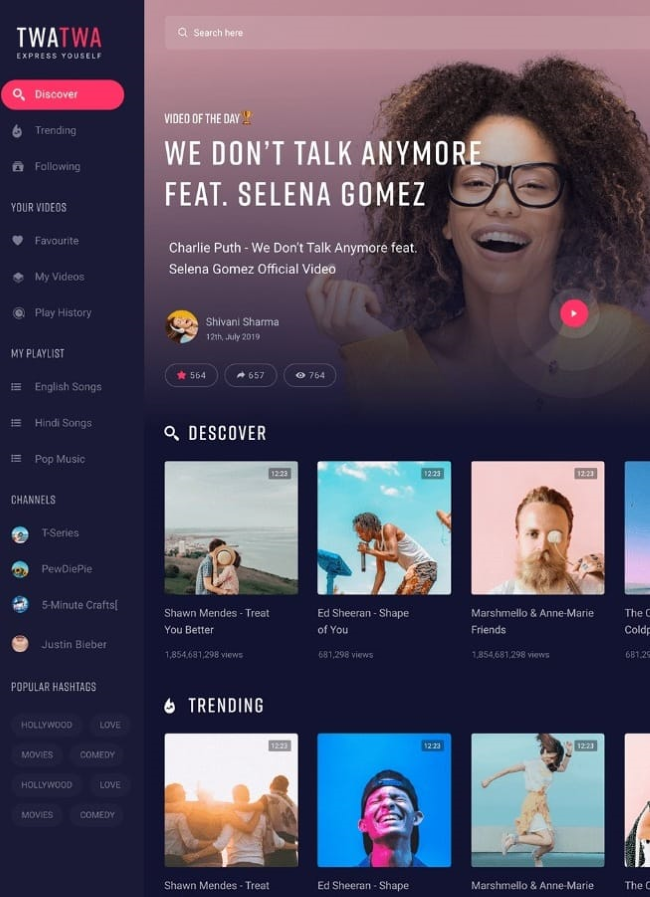 TWATWA
EXPRESS YOUSELF
Discover
Trending
Following
YOUR VIDEOS
Favourite
My Videos
Play History
MY PLAYLIST
English Songs
Hindi Songs
Pop Music
CHANNELS
T-Series
PewDiePie
5-Minute Crafts[
Justin Bieber
POPULAR HASHTAGS
HOLLYWOOD LOVE
MOVIES COMEDY
HOLLYWOOD LOVE
MOVIES COMEDY
Search here
VIDEO OF THE DAY
WE DON'T TALK ANYMORE
FEAT. SELENA GOMEZ
Charlie Puth - We Don't Talk Anymore feat.
Selena Gomez Official Video
Shivani Sharma
12th, July 2019
564 657 764
DESCOVER
12:23 12:23 12:23
Shawn Mendes - Treat
You Better
1,854,681,298 views
Ed Sheeran - Shape
of You
681,298 views
Marshmello & Anne-Marie
Friends
1,854,681,298 views
The C
Coldp
681,29
TRENDING
12:23 12:23 12:23
Shawn Mendes - Treat
Ed Sheeran - Shape
Marshmello & Anne-Marie
The C